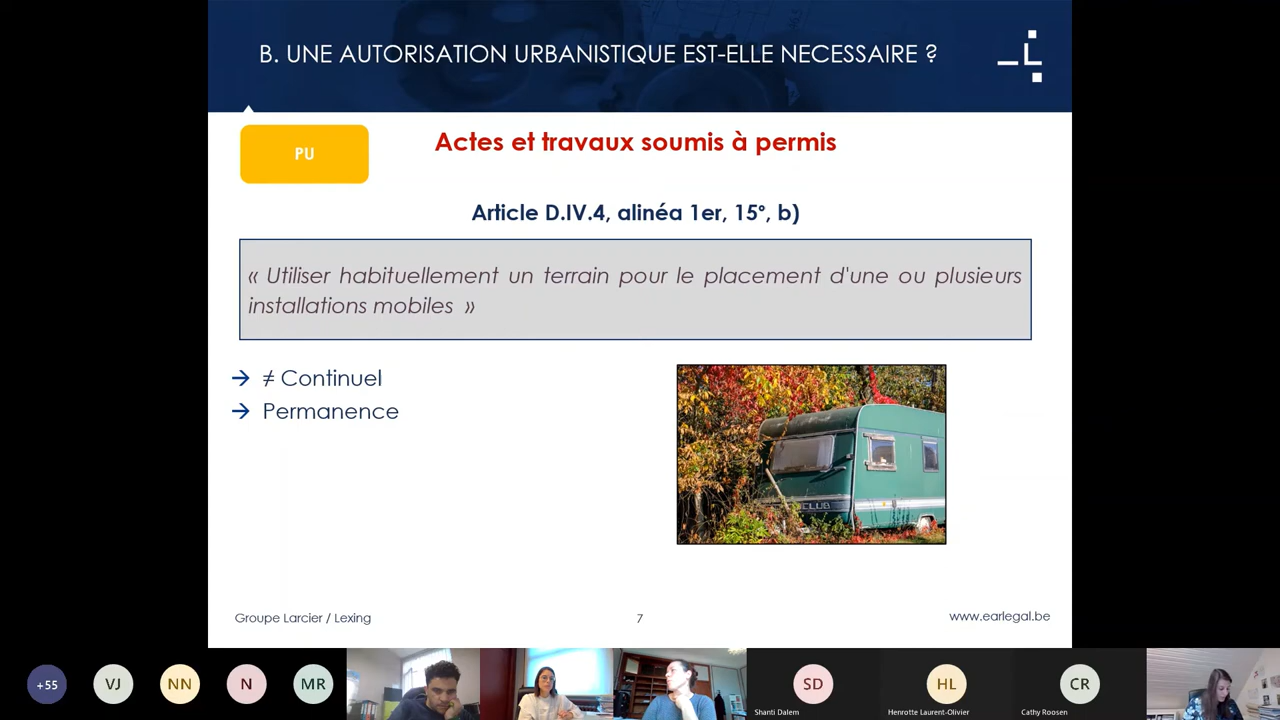 B. UNE AUTORISATION URBANISTIQUE EST-ELLE NECESSAIRE ?
PU
Actes et travaux soumis à permis
Article D.IV.4, alinéa 1er, 15°, b)
« Utiliser habituellement un terrain pour le placement d'une ou plusieurs
installations mobiles »
→ ≠ Continuel
→ Permanence
CLUB
Groupe Larcier / Lexing
7
www.earlegal.be
+55
VJ
NN
N
MR
SD
HL
CR
Shanti Dalem
Henrotte Laurent-Olivier
Cathy Roosen